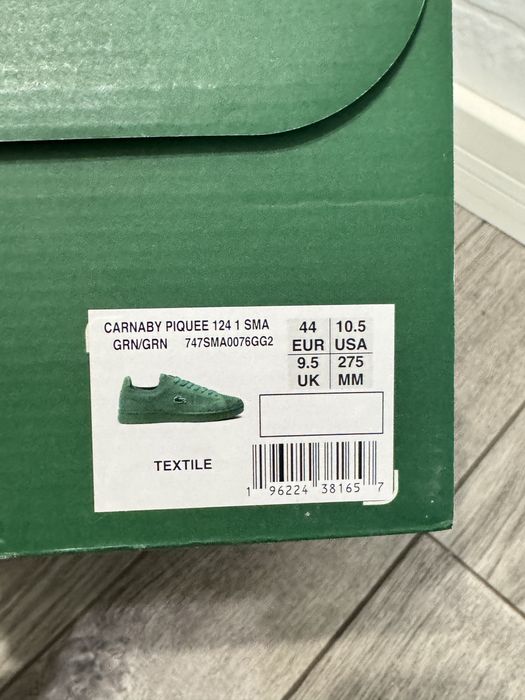 CARNABY PIQUEE 124 1 SMA
GRN/GRN 747SMA0076GG2
44 10.5
EUR USA
9.5 275
UK MM
TEXTILE
1 96224 38165 7